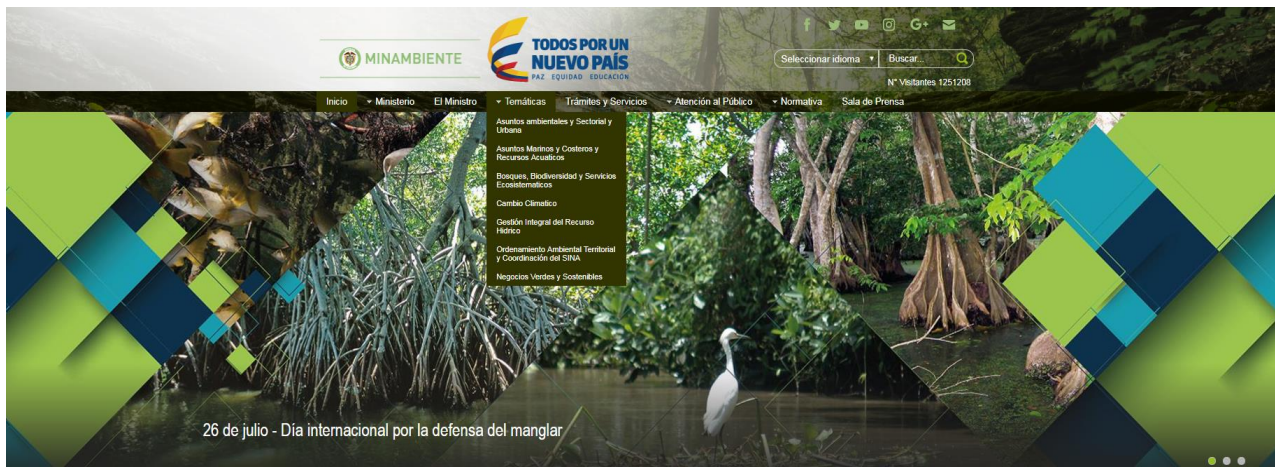 MINAMBIENTE
TODOS POR UN
NUEVO PAÍS
PAZ EQUIDAD EDUCACIÓN
G+
Seleccionar idioma
Buscar...
N° Visitantes 1251208
Inicio Ministerio El Ministro Temáticas Trámites y Servicios Atención al Público Normativa Sala de Prensa
Asuntos ambientales y Sectorial y
Urbana
Asuntos Marinos y Costeros y
Recursos Acuaticos
Bosques, Biodiversidad y Servicios
Ecosistematicos
Cambio Climatico
Gestión Integral del Recurso
Hidrico
Ordenamiento Ambiental Territorial
y Coordinación del SINA
Negocios Verdes y Sostenibles
26 de julio - Dia internacional por la defensa del manglar